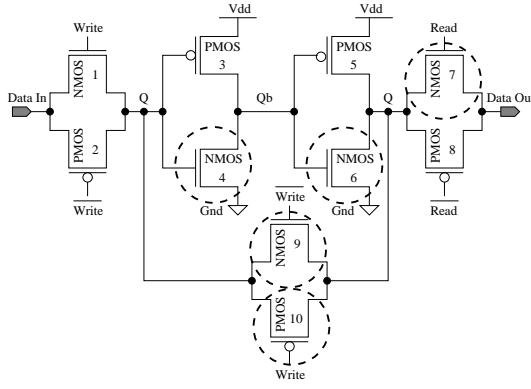 Vdd
Vdd
Write
Read
PMOS
3
PMOS
5
NMOS
1
NMOS
7
Data In
Q
Qb
Q
Data Ou
PMOS
2
NMOS
4
NMOS
6
PMOS
8
Write
Gnd
Write
Gnd
Read
NMOS
9
PMOS
10
Write